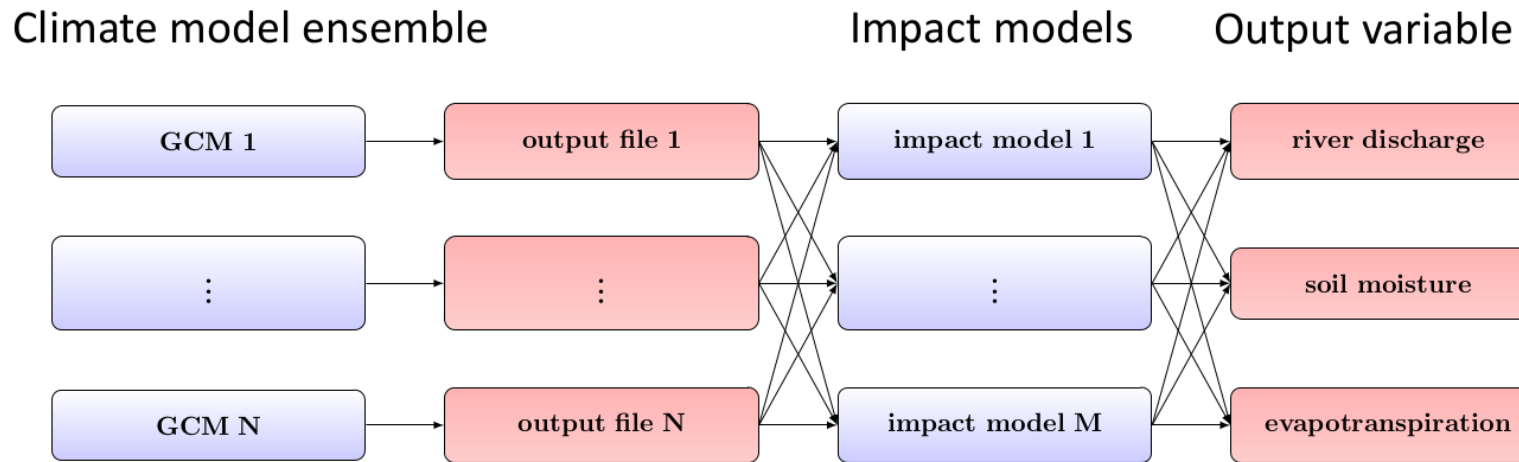 Climate model ensemble Impact models Output variable
GCM 1 output file 1 impact model 1 river discharge
⋮ ⋮ ⋮ soil moisture
GCM N output file N impact model M evapotranspiration